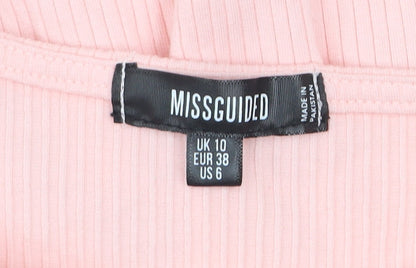 MISSGUIDED
MADE IN
PAKISTAN
UK 10
EUR 38
US 6